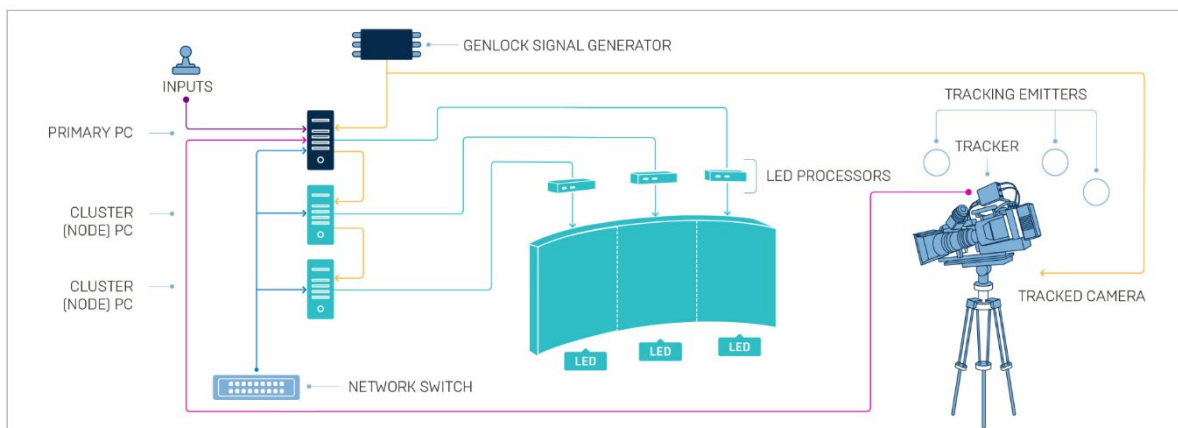 GENLOCK SIGNAL GENERATOR
INPUTS
TRACKING EMITTERS
PRIMARY PC
TRACKER
LED PROCESSORS
CLUSTER
(NODE) PC
CLUSTER
(NODE) PC
TRACKED CAMERA
LED
LED
LED
NETWORK SWITCH